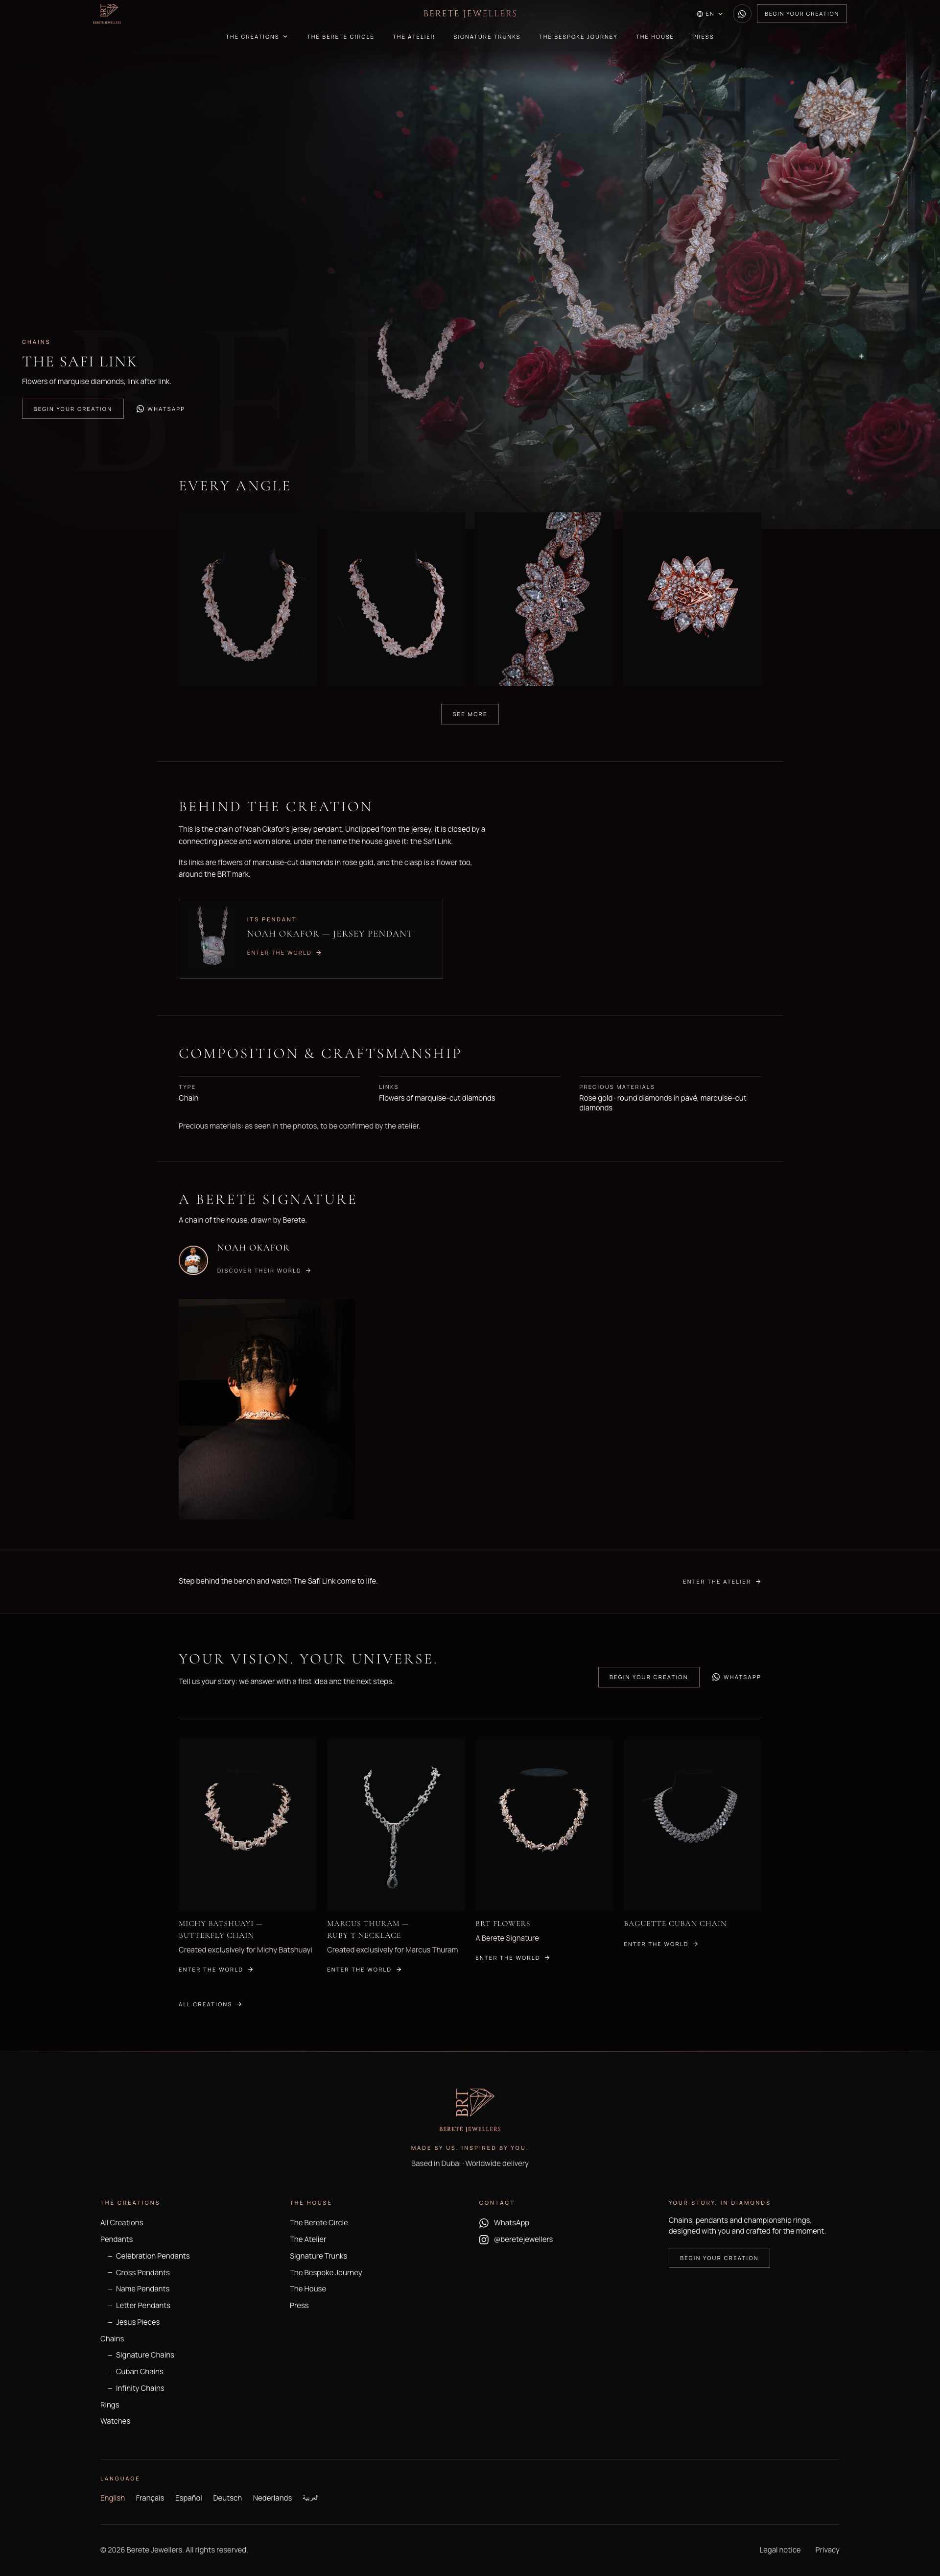 BRT
BERETE JEWELLERS
BERETE JEWELLERS
EN
BEGIN YOUR CREATION
THE CREATIONS
THE BERETE CIRCLE
THE ATELIER
SIGNATURE TRUNKS
THE BESPOKE JOURNEY
THE HOUSE
PRESS
CHAINS
THE SAFI LINK
Flowers of marquise diamonds, link after link.
BEGIN YOUR CREATION
WHATSAPP
EVERY ANGLE
SEE MORE
BEHIND THE CREATION
This is the chain of Noah Okafor's jersey pendant. Unclipped from the jersey, it is closed by a
connecting piece and worn alone, under the name the house gave it: the Safi Link.
Its links are flowers of marquise-cut diamonds in rose gold, and the clasp is a flower too,
around the BRT mark.
ITS PENDANT
NOAH OKAFOR — JERSEY PENDANT
ENTER THE WORLD →
COMPOSITION & CRAFTSMANSHIP
TYPE
Chain
LINKS
Flowers of marquise-cut diamonds
PRECIOUS MATERIALS
Rose gold · round diamonds in pavé, marquise-cut
diamonds
Precious materials: as seen in the photos, to be confirmed by the atelier.
A BERETE SIGNATURE
A chain of the house, drawn by Berete.
NOAH OKAFOR
DISCOVER THEIR WORLD →
Step behind the bench and watch The Safi Link come to life.
ENTER THE ATELIER →
YOUR VISION. YOUR UNIVERSE.
Tell us your story: we answer with a first idea and the next steps.
BEGIN YOUR CREATION
WHATSAPP
MICHY BATSHUAYI —
BUTTERFLY CHAIN
Created exclusively for Michy Batshuayi
ENTER THE WORLD →
MARCUS THURAM —
RUBY T NECKLACE
Created exclusively for Marcus Thuram
ENTER THE WORLD →
BRT FLOWERS
A Berete Signature
ENTER THE WORLD →
BAGUETTE CUBAN CHAIN
ENTER THE WORLD →
ALL CREATIONS →
BRT
BERETE JEWELLERS
MADE BY US. INSPIRED BY YOU.
Based in Dubai · Worldwide delivery
THE CREATIONS
All Creations
Pendants
— Celebration Pendants
— Cross Pendants
— Name Pendants
— Letter Pendants
— Jesus Pieces
Chains
— Signature Chains
— Cuban Chains
— Infinity Chains
Rings
Watches
THE HOUSE
The Berete Circle
The Atelier
Signature Trunks
The Bespoke Journey
The House
Press
CONTACT
WhatsApp
@beretejewellers
YOUR STORY, IN DIAMONDS
Chains, pendants and championship rings,
designed with you and crafted for the moment.
BEGIN YOUR CREATION
LANGUAGE
English Français Español Deutsch Nederlands العربية
© 2026 Berete Jewellers. All rights reserved.
Legal notice Privacy